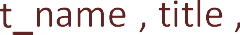 t_name , title ,